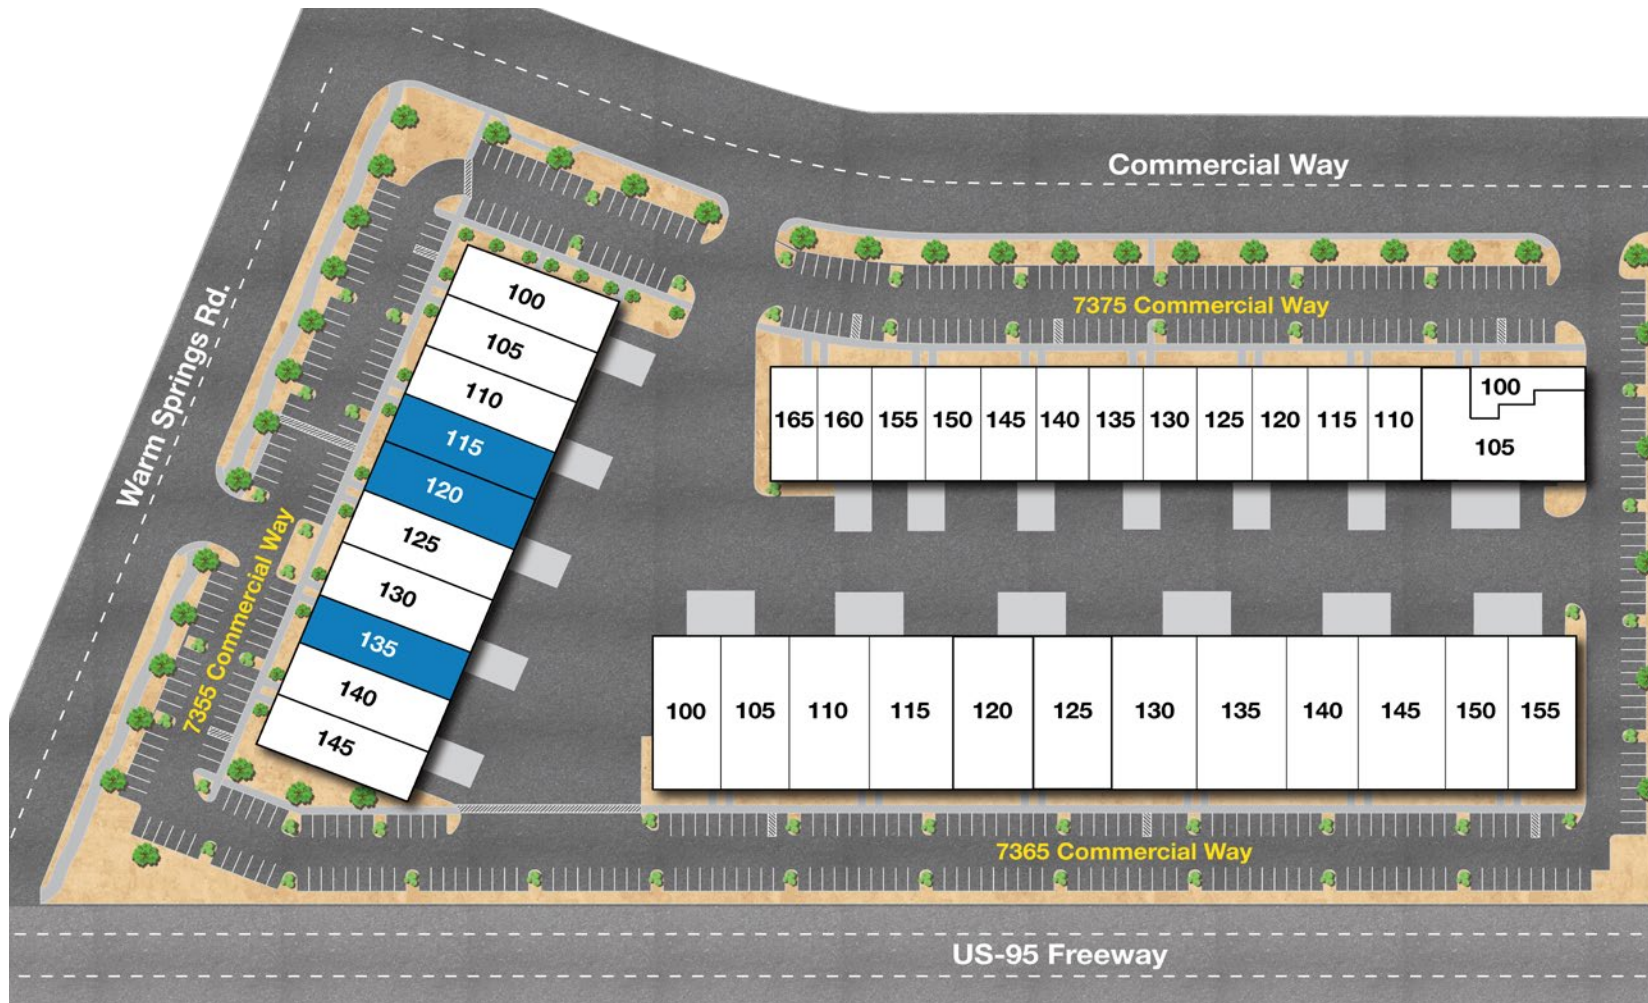 Commercial Way
Warm Springs Rd.
7355 Commercial Way
100
105
110
115
120
125
130
135
140
145
7375 Commercial Way
165 160 155 150 145 140 135 130 125 120 115 110
100
105
100 105 110 115 120 125 130 135 140 145 150 155
7365 Commercial Way
US-95 Freeway